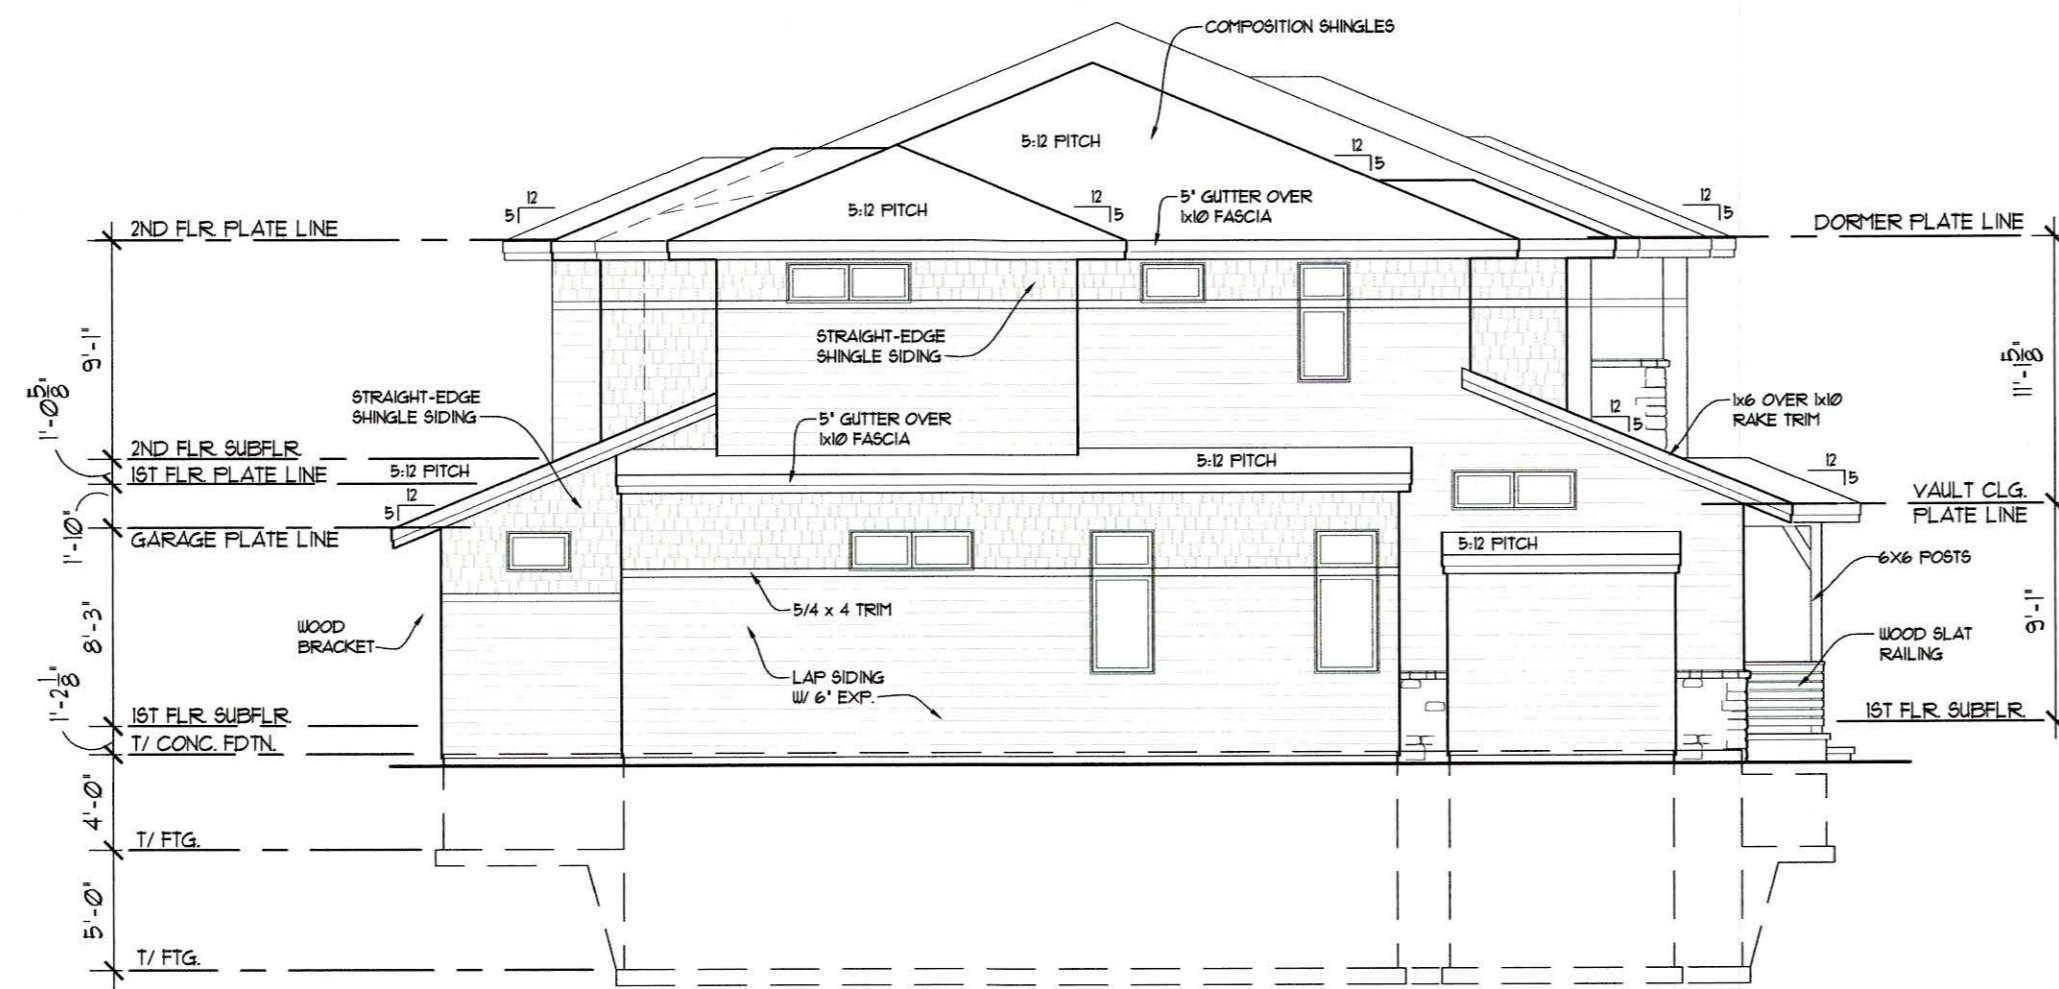 COMPOSITION SHINGLES
5:12 PITCH
12
5
12
5
5:12 PITCH
12
5
5" GUTTER OVER
1x10 FASCIA
12
5
2ND FLR. PLATE LINE
DORMER PLATE LINE
STRAIGHT-EDGE
SHINGLE SIDING
9'-1"
11'-1 5/8"
STRAIGHT-EDGE
SHINGLE SIDING
5" GUTTER OVER
1x10 FASCIA
12
5
1x6 OVER 1x10
RAKE TRIM
1'-0 5/8"
2ND FLR. SUBFLR.
1ST FLR. PLATE LINE
5:12 PITCH
5:12 PITCH
12
5
12
5
VAULT CLG.
PLATE LINE
1'-10"
GARAGE PLATE LINE
5:12 PITCH
6X6 POSTS
5/4 x 4 TRIM
8'-3"
9'-1"
WOOD
BRACKET
WOOD SLAT
RAILING
LAP SIDING
W/ 6" EXP.
1'-2 1/8"
1ST FLR. SUBFLR.
1ST FLR. SUBFLR.
T/ CONC. FDTN.
4'-0"
T/ FTG.
5'-0"
T/ FTG.